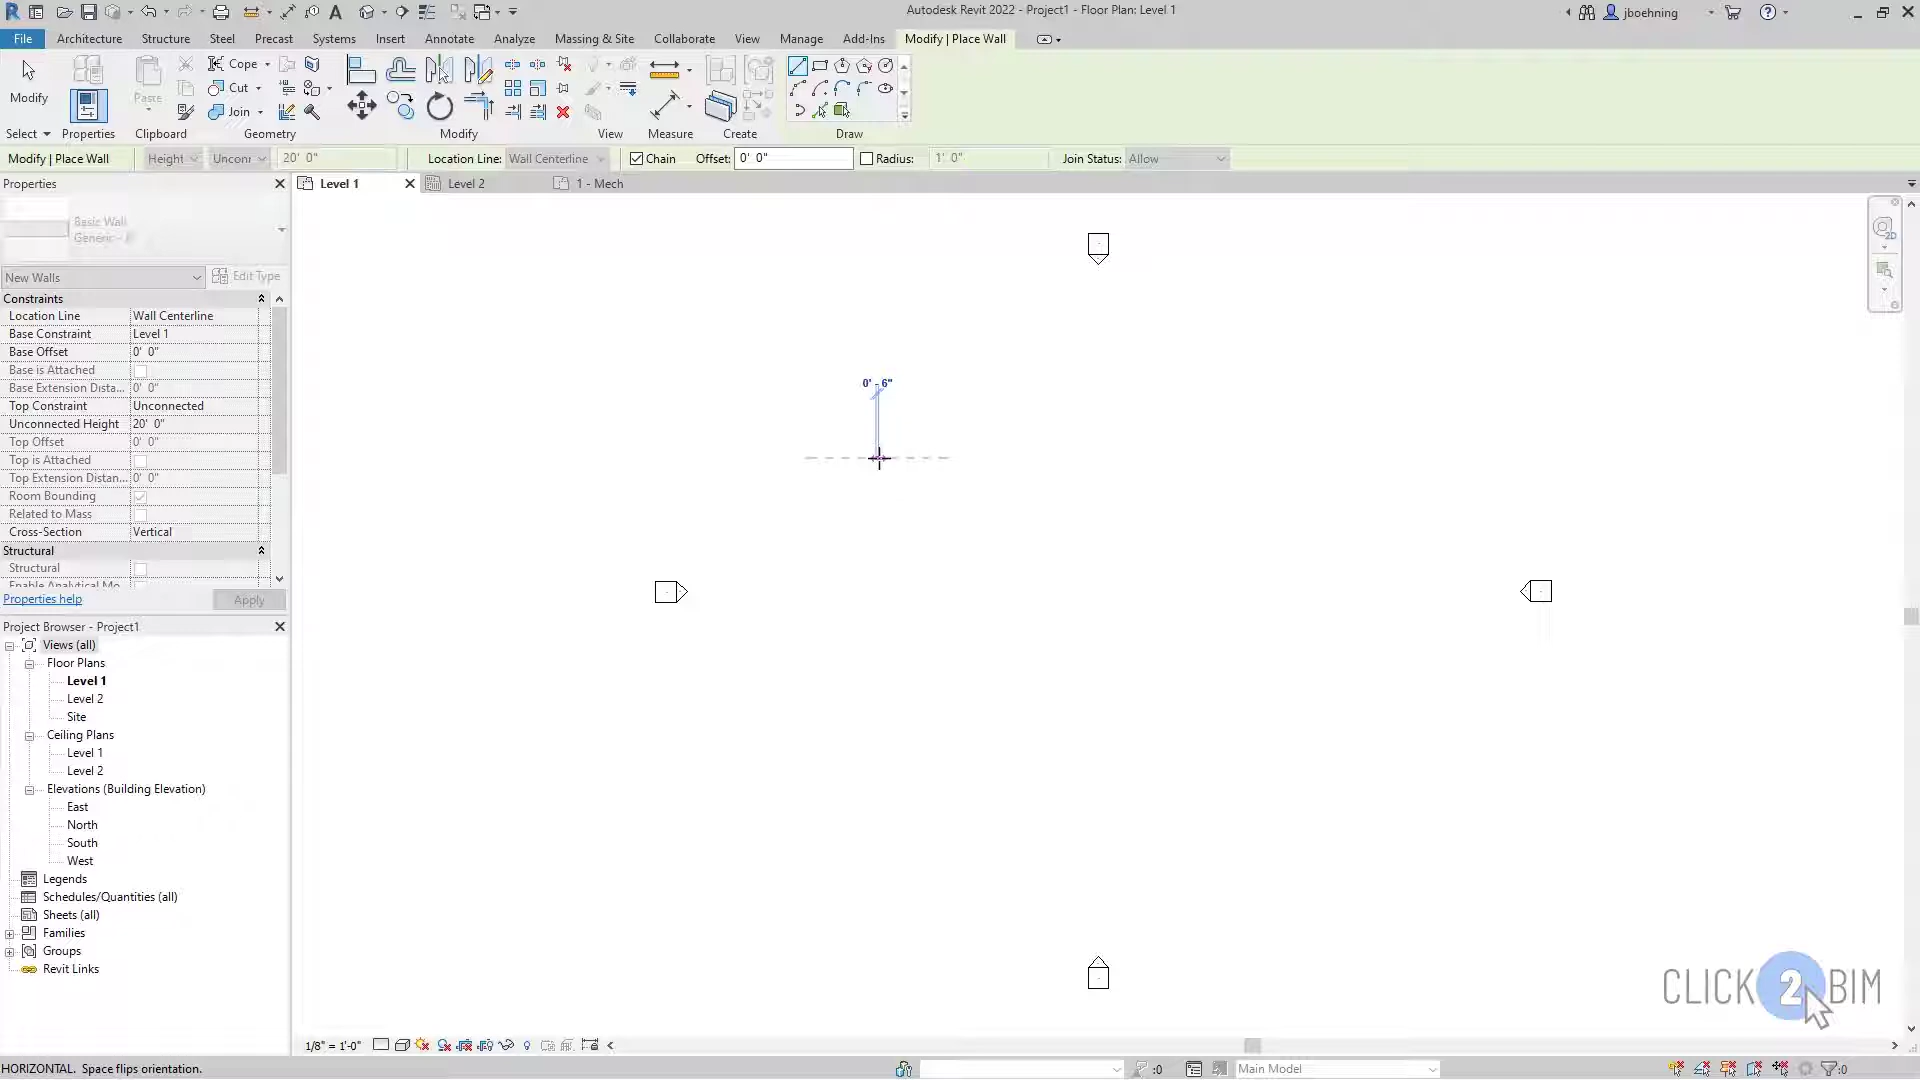 Autodesk Revit 2022 - Project1 - Floor Plan: Level 1
jboehning
File
Architecture
Structure
Steel
Precast
Systems
Insert
Annotate
Analyze
Massing & Site
Collaborate
View
Manage
Add-Ins
Modify | Place Wall
Modify
Paste
Cope
Cut
Join
Select
Properties
Clipboard
Geometry
Modify
View
Measure
Create
Draw
Modify | Place Wall
Height
Uncon
20' 0"
Location Line:
Wall Centerline
Chain
Offset:
0' 0"
Radius:
1' 0"
Join Status:
Allow
Properties
Level 1
Level 2
1 - Mech
Basic Wall
Generic -
New Walls
Edit Type
Constraints
Location Line Wall Centerline
Base Constraint Level 1
Base Offset 0' 0"
Base is Attached
Base Extension Dista... 0' 0"
Top Constraint Unconnected
Unconnected Height 20' 0"
Top Offset 0' 0"
Top is Attached
Top Extension Distan... 0' 0"
Room Bounding
Related to Mass
Cross-Section Vertical
Structural
Structural
Enable Analytical Mo
Properties help
Apply
0' - 6"
Project Browser - Project1
Views (all)
Floor Plans
Level 1
Level 2
Site
Ceiling Plans
Level 1
Level 2
Elevations (Building Elevation)
East
North
South
West
Legends
Schedules/Quantities (all)
Sheets (all)
Families
Groups
Revit Links
2D
CLICK 2 BIM
1/8" = 1'-0"
HORIZONTAL. Space flips orientation.
:0
Main Model
:0